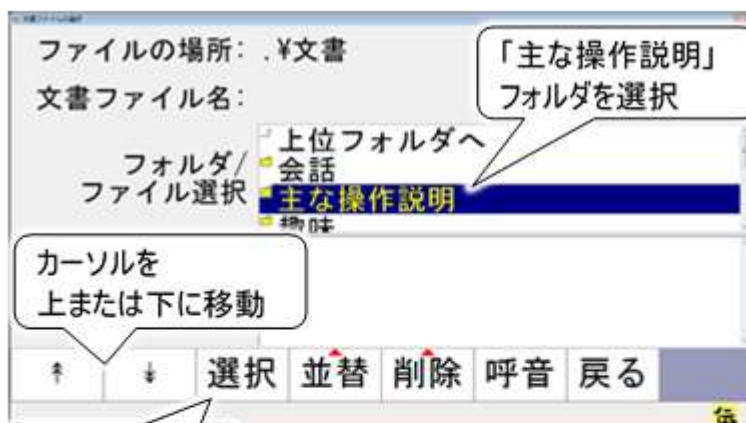 ファイルの場所: .¥文書
「主な操作説明」
フォルダを選択
文書ファイル名:
フォルダ/
ファイル選択
上位フォルダへ
会話
主な操作説明
趣味
カーソルを
上または下に移動
選択 並替 削除 呼音 戻る